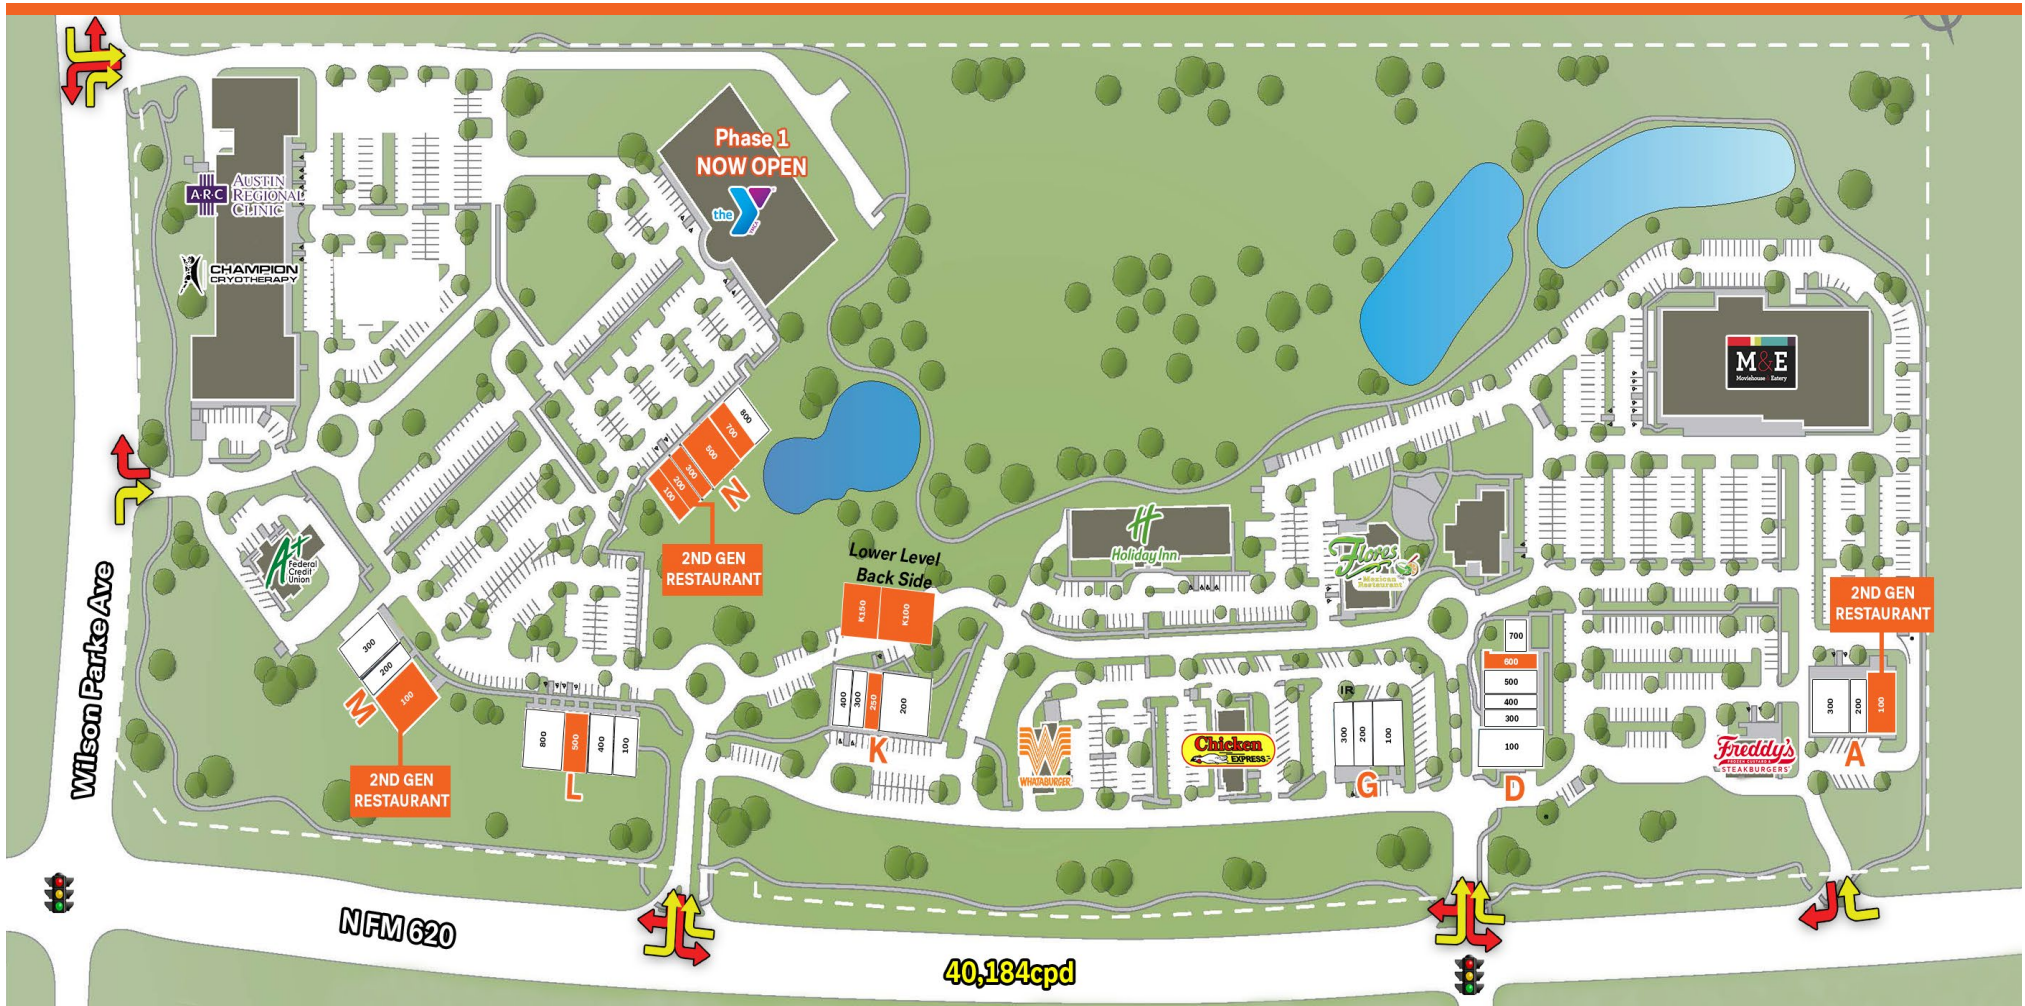 Phase 1
NOW OPEN
the
YMCA
A·R·C
AUSTIN
REGIONAL
CLINIC
CHAMPION
CRYOTHERAPY
M&E
Moviehouse Eatery
800
700
500
300
200
100
N
2ND GEN
RESTAURANT
Lower Level
Back Side
K150
K100
Holiday Inn
Flores
Mexican
Restaurant
A+
Federal
Credit
Union
Wilson Parke Ave
300
200
100
M
2ND GEN
RESTAURANT
800
500
400
100
L
400
300
250
200
K
W
WHATABURGER
Chicken
EXPRESS
IR
300
200
100
G
700
600
500
400
300
100
D
Freddy's
FROZEN CUSTARD &
STEAKBURGERS
2ND GEN
RESTAURANT
300
200
100
A
N FM 620
40,184cpd